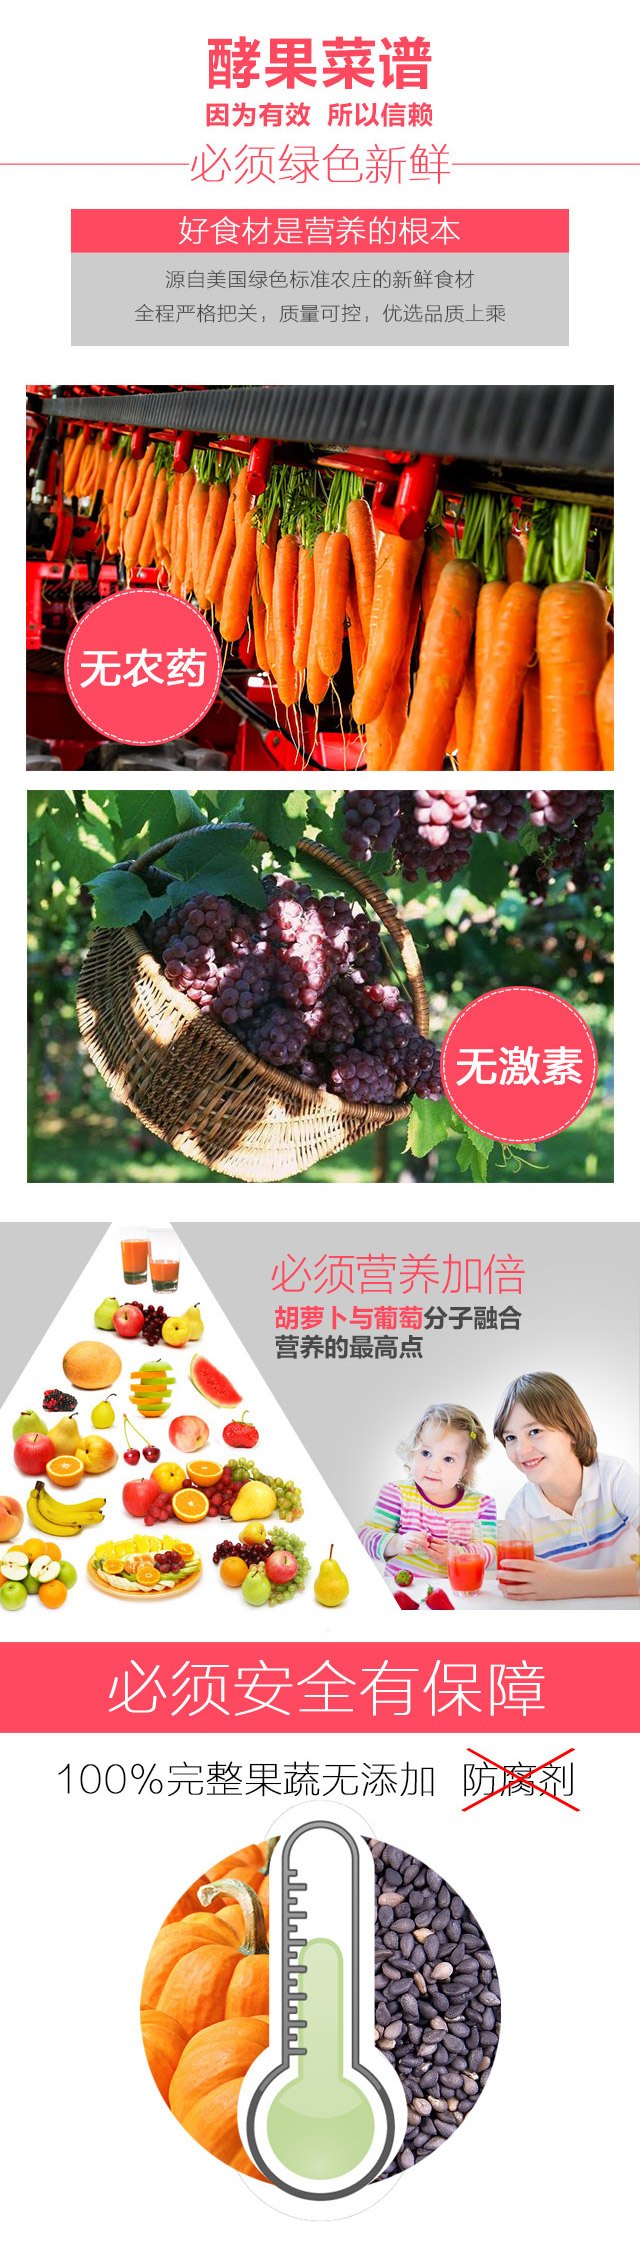 酵果菜谱
因为有效 所以信赖
必须绿色新鲜
好食材是营养的根本
源自美国绿色标准农庄的新鲜食材
全程严格把关，质量可控，优选品质上乘
无农药
无激素
必须营养加倍
胡萝卜与葡萄分子融合
营养的最高点
必须安全有保障
100%完整果蔬无添加 防腐剂